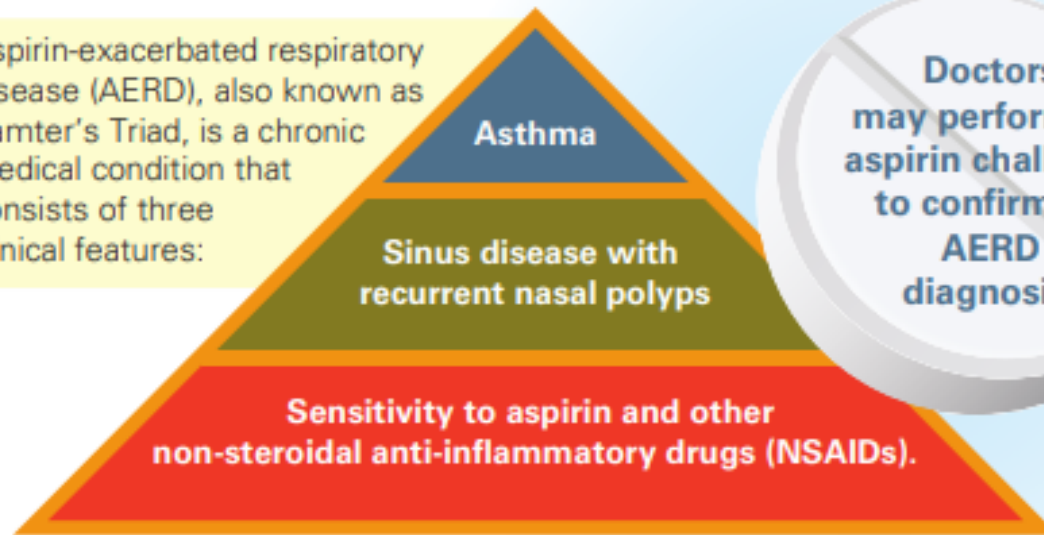 spirin-exacerbated respiratory
sease (AERD), also known as
amter's Triad, is a chronic
edical condition that
onsists of three
nical features:
Asthma
Sinus disease with
recurrent nasal polyps
Sensitivity to aspirin and other
non-steroidal anti-inflammatory drugs (NSAIDs).
Doctors
may perfor
aspirin chal
to confirm
AERD
diagnosi